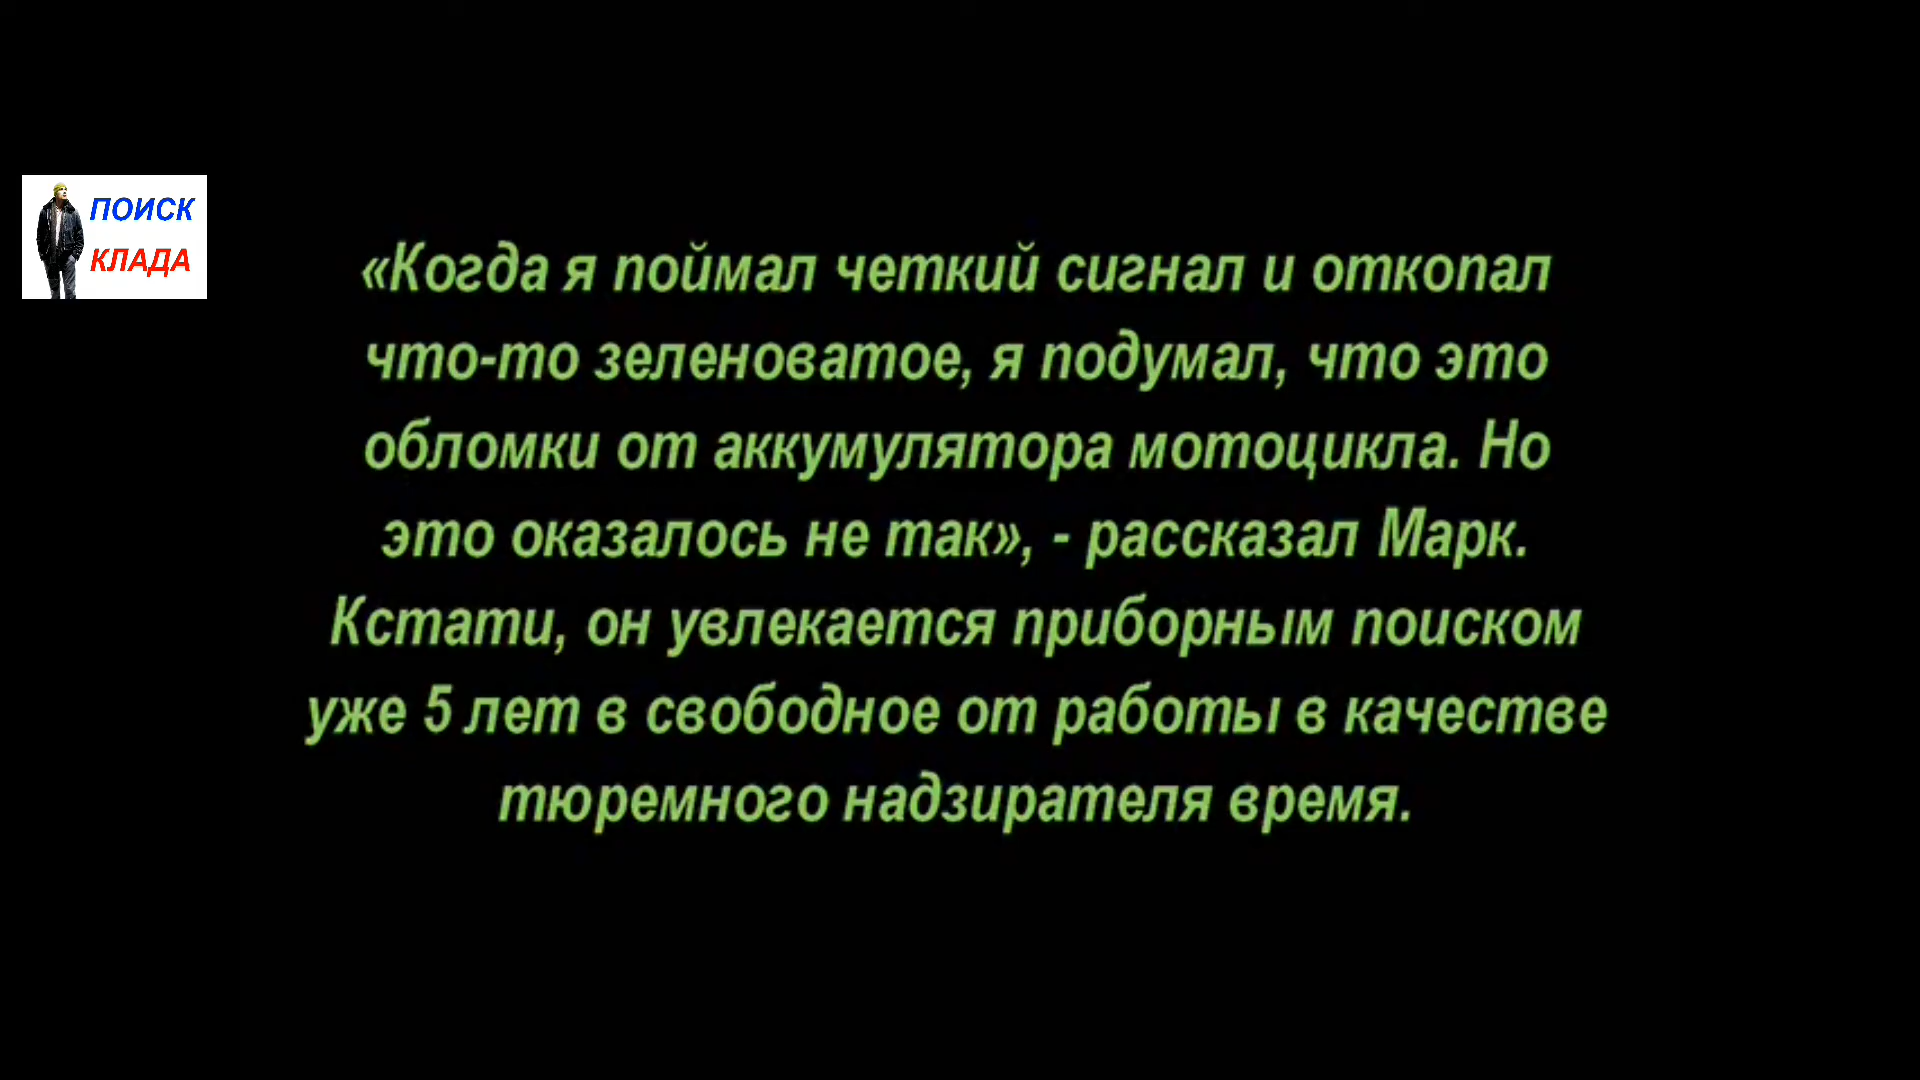 ПОИСК
КЛАДА
«Когда я поймал четкий сигнал и откопал
что-то зеленоватое, я подумал, что это
обломки от аккумулятора мотоцикла. Но
это оказалось не так», - рассказал Марк.
Кстати, он увлекается приборным поиском
уже 5 лет в свободное от работы в качестве
тюремного надзирателя время.